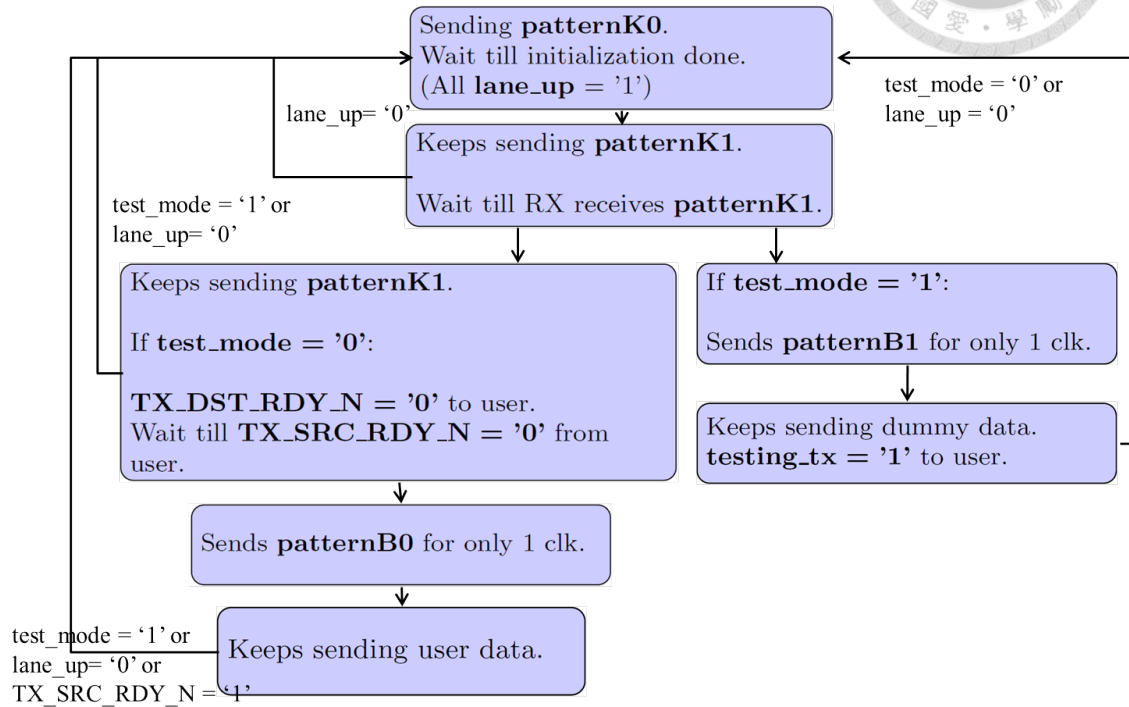 國 愛 · 學 勵
Sending patternK0.
Wait till initialization done.
(All lane_up = '1')
test_mode = ‘0’ or
lane_up = ‘0’
lane_up= ‘0’
Keeps sending patternK1.
Wait till RX receives patternK1.
test_mode = ‘1’ or
lane_up= ‘0’
Keeps sending patternK1.
If test_mode = '0':
TX_DST_RDY_N = '0' to user.
Wait till TX_SRC_RDY_N = '0' from
user.
If test_mode = '1':
Sends patternB1 for only 1 clk.
Keeps sending dummy data.
testing_tx = '1' to user.
Sends patternB0 for only 1 clk.
Keeps sending user data.
test_mode = ‘1’ or
lane_up= ‘0’ or
TX_SRC_RDY_N = ‘1’